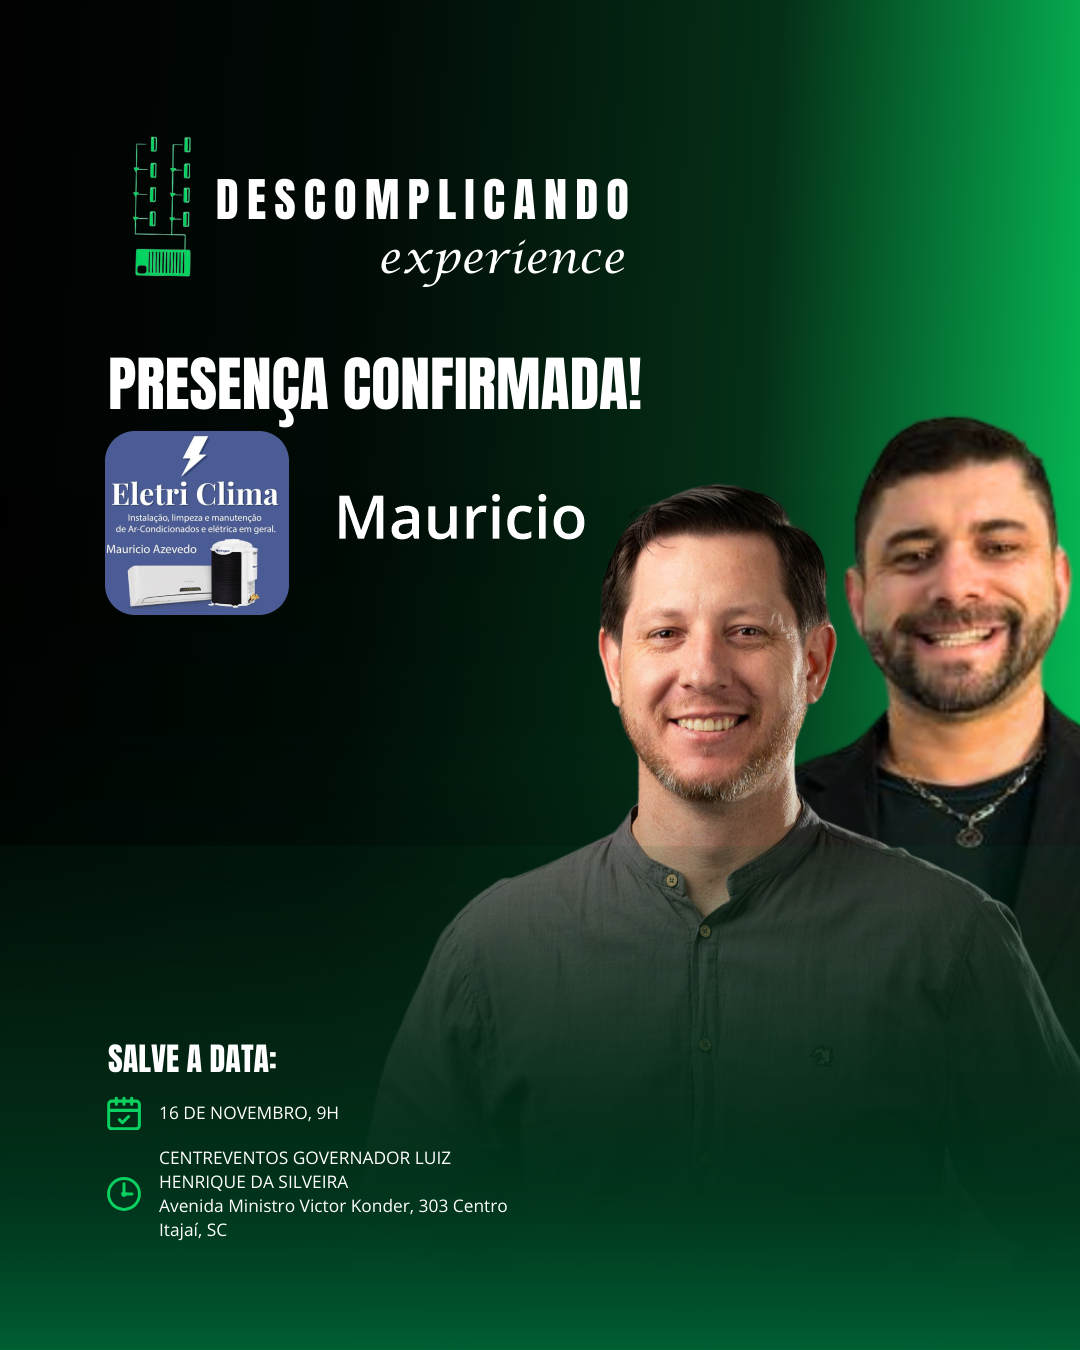 DESCOMPLICANDO
experience
PRESENÇA CONFIRMADA!
Eletri Clima
Instalação, limpeza e manutenção
de Ar-Condicionados e elétrica em geral.
Mauricio Azevedo
Mauricio
SALVE A DATA:
16 DE NOVEMBRO, 9H
CENTREVENTOS GOVERNADOR LUIZ
HENRIQUE DA SILVEIRA
Avenida Ministro Victor Konder, 303 Centro
Itajaí, SC